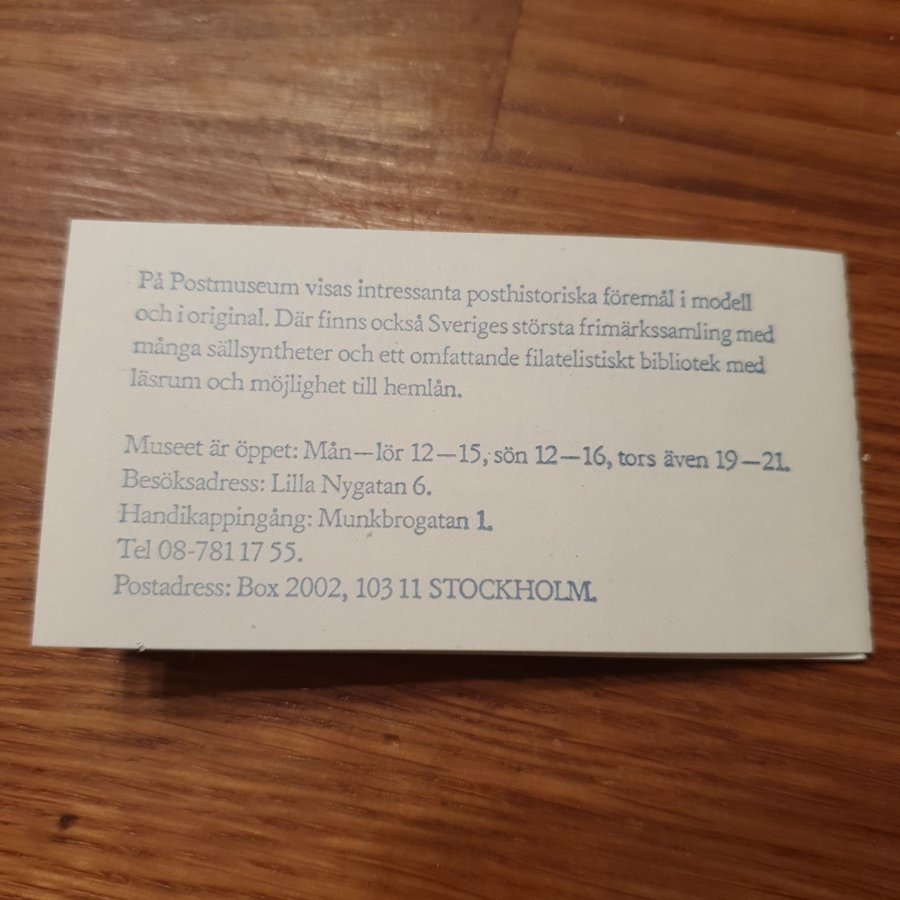 På Postmuseum visas intressanta posthistoriska föremål i modell
och i original. Där finns också Sveriges största frimärkssamling med
många sällsyntheter och ett omfattande filatelistiskt bibliotek med
läsrum och möjlighet till hemlån.
Museet är öppet: Mån—lör 12—15, sön 12—16, tors även 19—21.
Besöksadress: Lilla Nygatan 6.
Handikappingång: Munkbrogatan 1.
Tel 08-781 17 55.
Postadress: Box 2002, 103 11 STOCKHOLM.